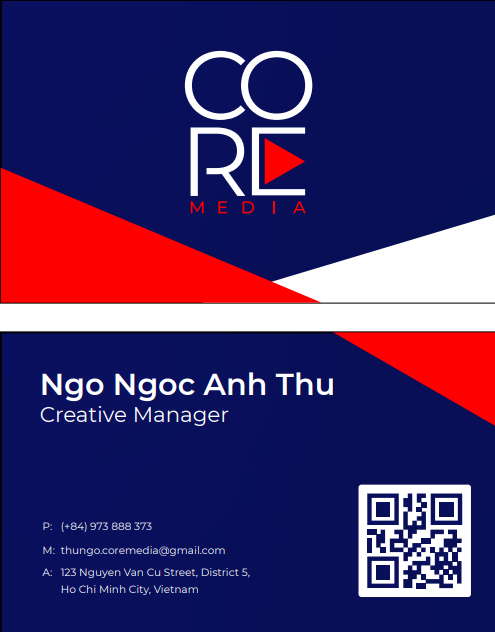 CO
RE
MEDIA
Ngo Ngoc Anh Thu
Creative Manager
P: (+84) 973 888 373
M: thungo.coremedia@gmail.com
A: 123 Nguyen Van Cu Street, District 5,
Ho Chi Minh City, Vietnam